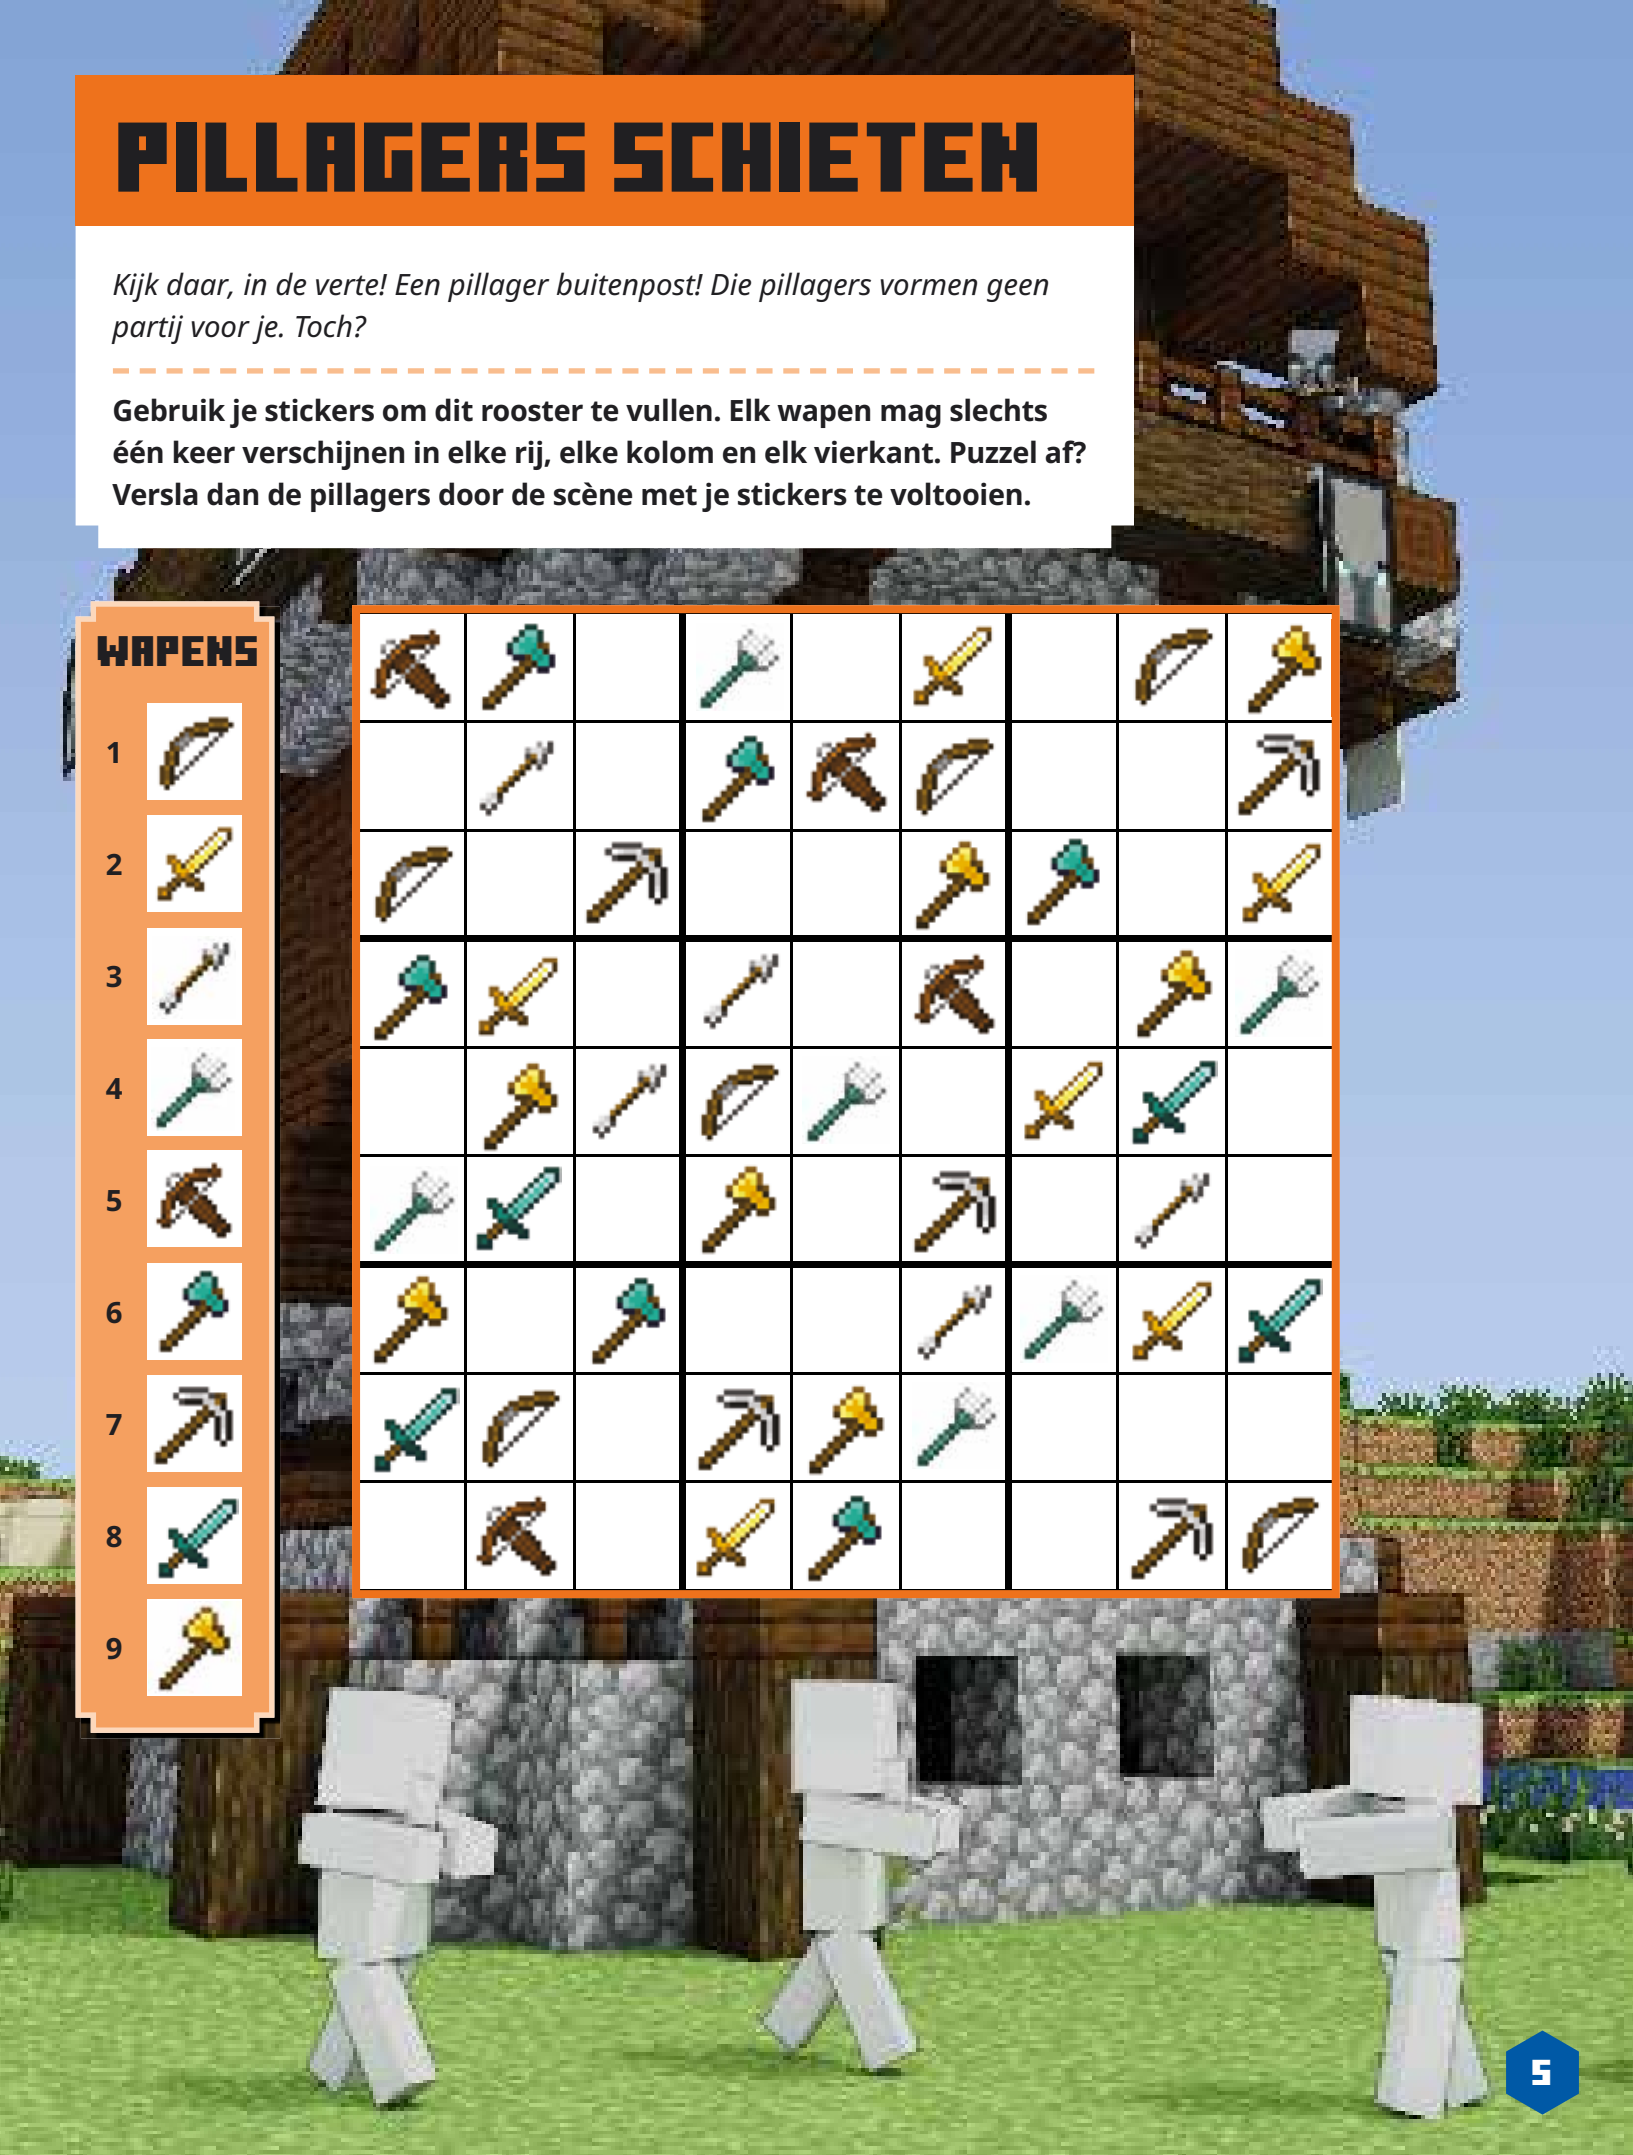 PILLAGERS SCHIETEN
Kijk daar, in de verte! Een pillager buitenpost! Die pillagers vormen geen
partij voor je. Toch?
Gebruik je stickers om dit rooster te vullen. Elk wapen mag slechts
één keer verschijnen in elke rij, elke kolom en elk vierkant. Puzzel af?
Versla dan de pillagers door de scène met je stickers te voltooien.
WAPENS
1
2
3
4
5
6
7
8
9
5